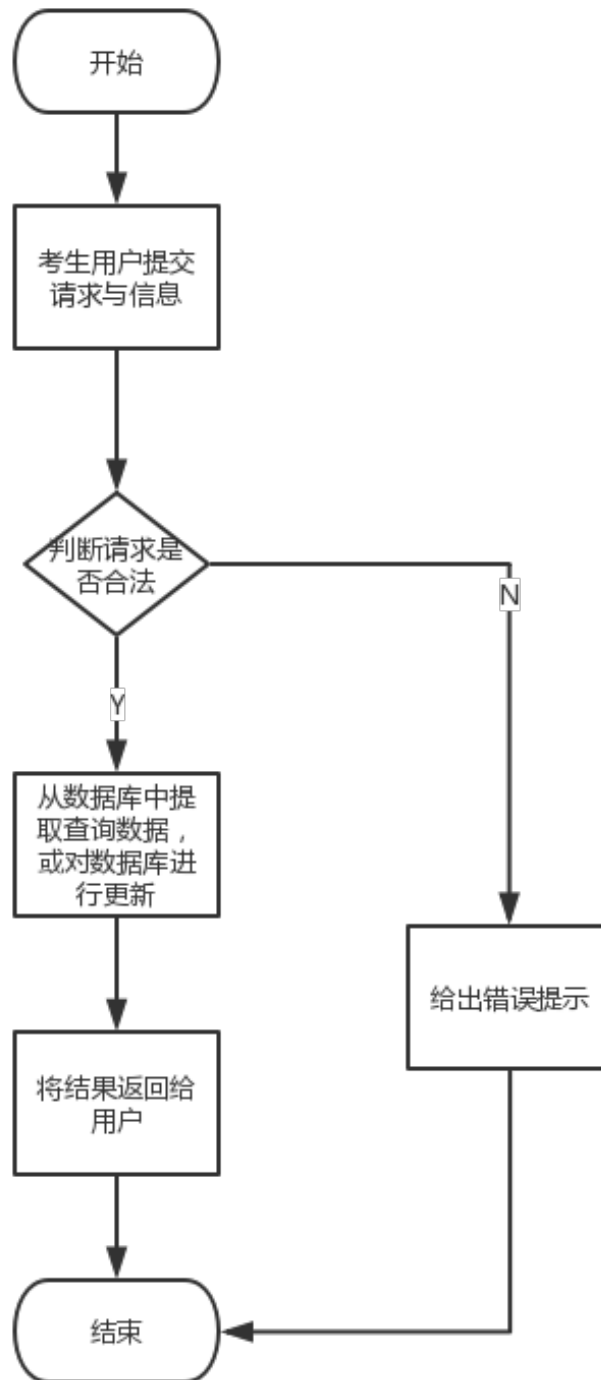 开始
考生用户提交
请求与信息
判断请求是
否合法
N
Y
从数据库中提
取查询数据，
或对数据库进
行更新
给出错误提示
将结果返回给
用户
结束